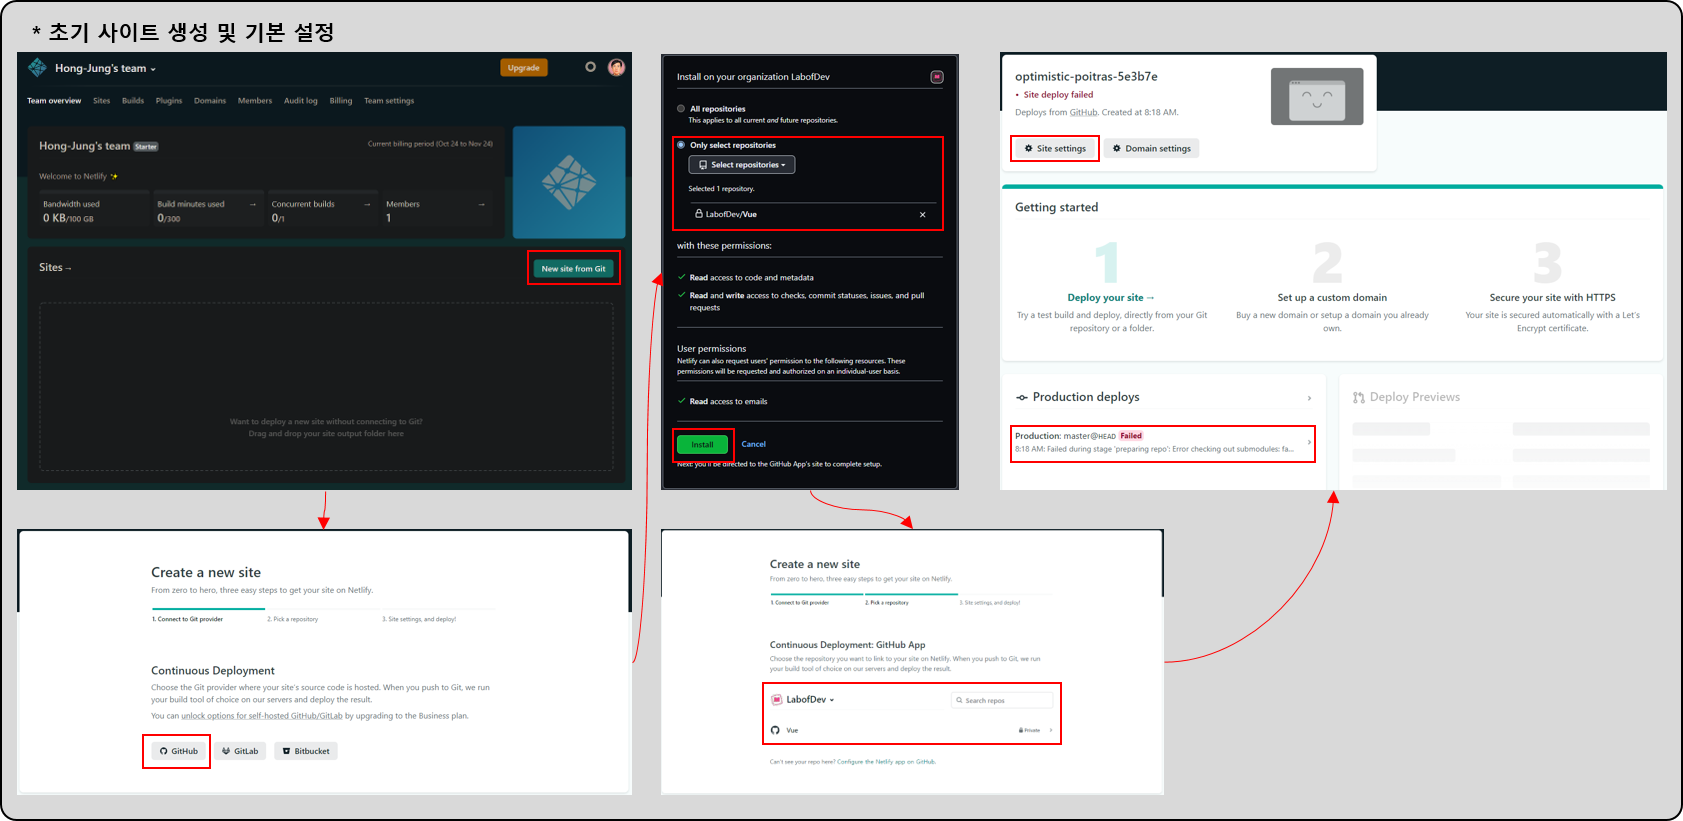 * 초기 사이트 생성 및 기본 설정
Hong-Jung's team
Upgrade
Team overview Sites Builds Plugins Domains Members Audit log Billing Team settings
Hong-Jung's team Starter
Current billing period (Oct 24 to Nov 24)
Welcome to Netlify ✨
Bandwidth used
0 KB/100 GB
Build minutes used →
0/300
Concurrent builds →
0/1
Members →
1
Sites →
New site from Git
Want to deploy a new site without connecting to Git?
Drag and drop your site output folder here
Create a new site
From zero to hero, three easy steps to get your site on Netlify.
1. Connect to Git provider 2. Pick a repository 3. Site settings, and deploy!
Continuous Deployment
Choose the Git provider where your site's source code is hosted. When you push to Git, we run
your build tool of choice on our servers and deploy the result.
You can unlock options for self-hosted GitHub/GitLab by upgrading to the Business plan.
GitHub GitLab Bitbucket
Install on your organization LabofDev
All repositories
This applies to all current and future repositories.
Only select repositories
Select repositories
Selected 1 repository.
LabofDev/Vue ×
with these permissions:
✓ Read access to code and metadata
✓ Read and write access to checks, commit statuses, issues, and pull
requests
User permissions
Netlify can also request users' permission to the following resources. These
permissions will be requested and authorized on an individual-user basis.
✓ Read access to emails
Install Cancel
Next: you'll be directed to the GitHub App's site to complete setup.
Create a new site
From zero to hero, three easy steps to get your site on Netlify.
1. Connect to Git provider 2. Pick a repository 3. Site settings, and deploy!
Continuous Deployment: GitHub App
Choose the repository you want to link to your site on Netlify. When you push to Git, we run
your build tool of choice on our servers and deploy the result.
LabofDev Search repos
Vue Private
Can't see your repo here? Configure the Netlify app on GitHub.
optimistic-poitras-5e3b7e
• Site deploy failed
Deploys from GitHub. Created at 8:18 AM.
Site settings Domain settings
Getting started
1
Deploy your site →
Try a test build and deploy, directly from your Git
repository or a folder.
2
Set up a custom domain
Buy a new domain or setup a domain you already
own.
3
Secure your site with HTTPS
Your site is secured automatically with a Let's
Encrypt certificate.
Production deploys
Production: master@HEAD Failed
8:18 AM: Failed during stage 'preparing repo': Error checking out submodules: fa...
Deploy Previews